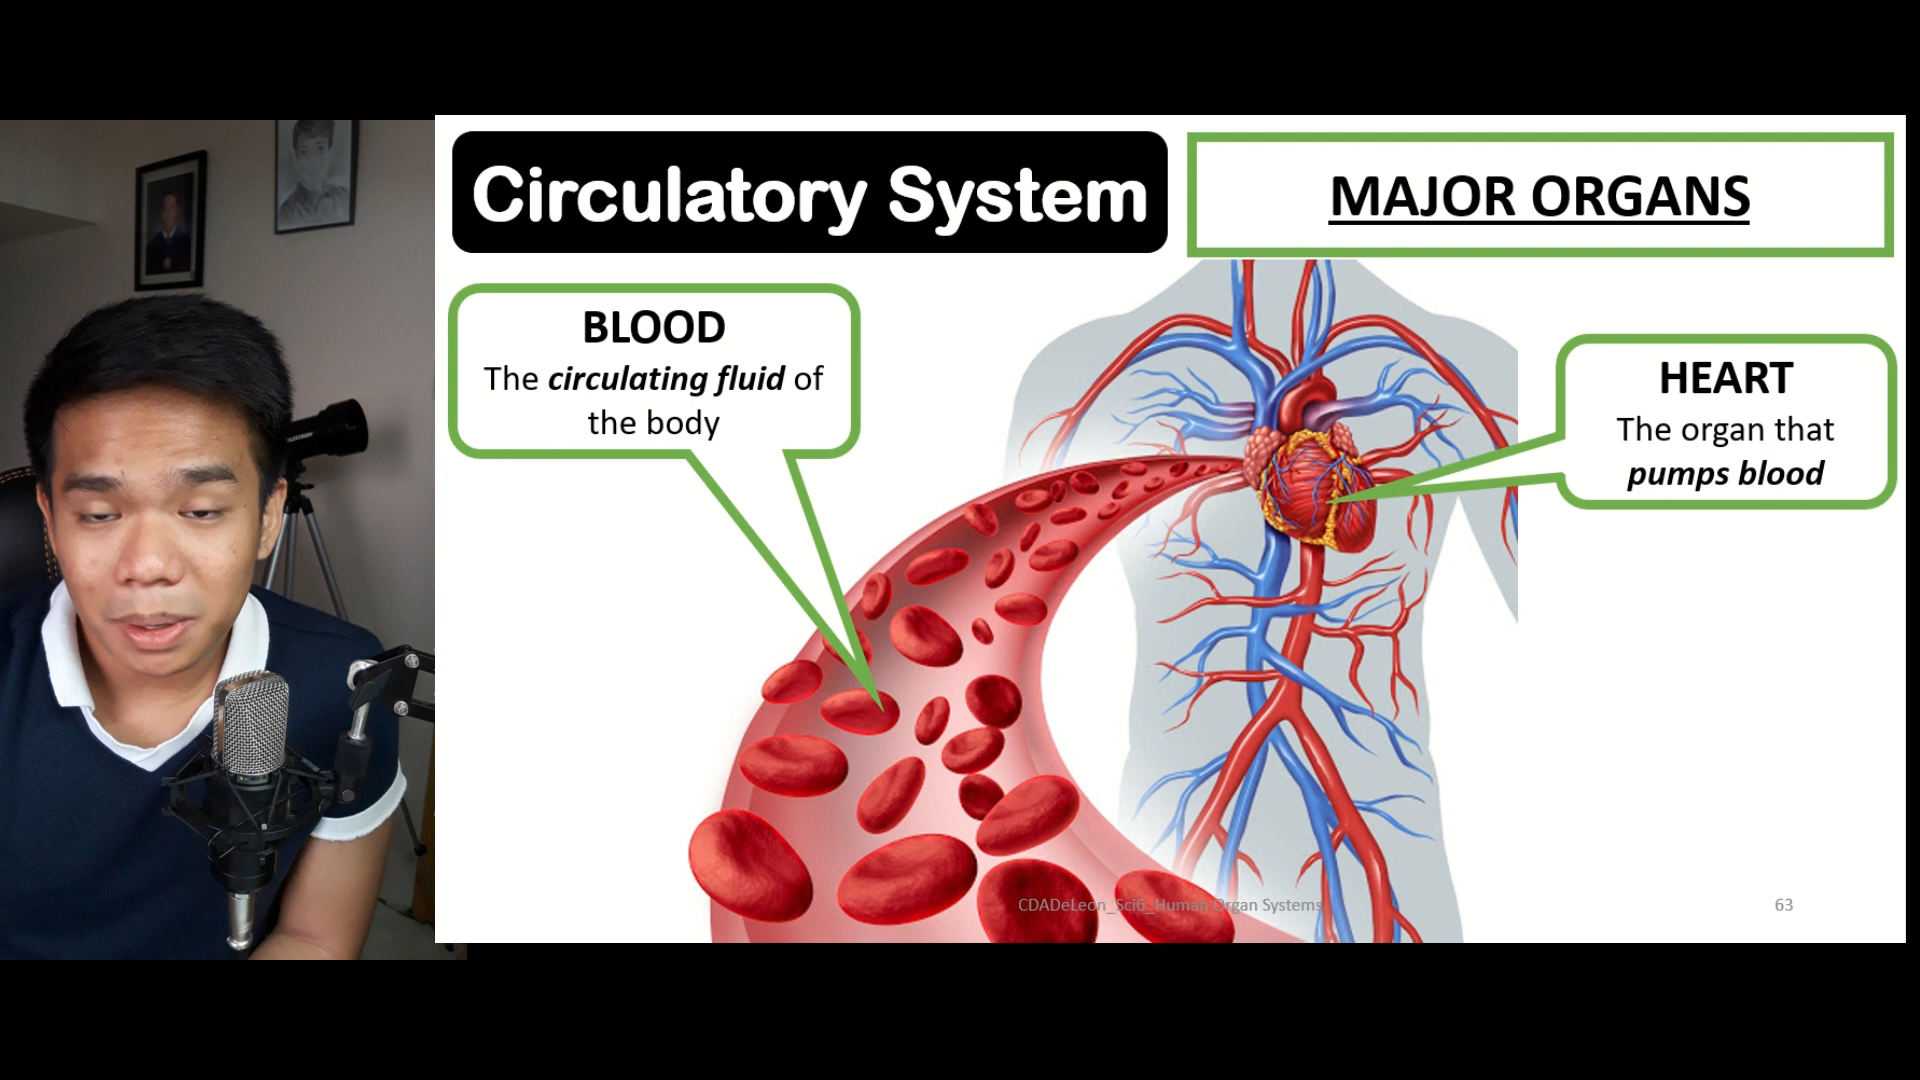 Circulatory System
MAJOR ORGANS
BLOOD
The circulating fluid of
the body
HEART
The organ that
pumps blood
CELESTRON
CDADeLeon_Sci6_Human Organ Systems
63